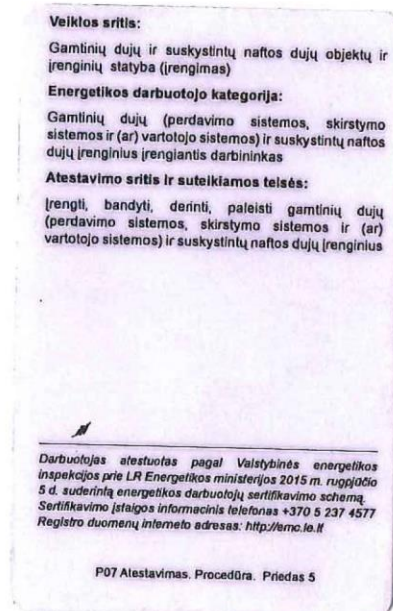 Veiklos sritis:
Gamtinių dujų ir suskystintų naftos dujų objektų ir
įrenginių statyba (įrengimas)
Energetikos darbuotojo kategorija:
Gamtinių dujų (perdavimo sistemos, skirstymo
sistemos ir (ar) vartotojo sistemos) ir suskystintų naftos
dujų įrenginius įrengiantis darbininkas
Atestavimo sritis ir suteikiamos teisės:
Įrengti, bandyti, derinti, paleisti gamtinių dujų
(perdavimo sistemos, skirstymo sistemos ir (ar)
vartotojo sistemos) ir suskystintų naftos dujų įrenginius
Darbuotojas atestuotas pagal Valstybinės energetikos
inspekcijos prie LR Energetikos ministerijos 2015 m. rugpjūčio
5 d. suderintą energetikos darbuotojų sertifikavimo schemą.
Sertifikavimo įstaigos informacinis telefonas +370 5 237 4577
Registro duomenų interneto adresas: http://emc.ie.lt
P07 Atestavimas. Procedūra. Priedas 5